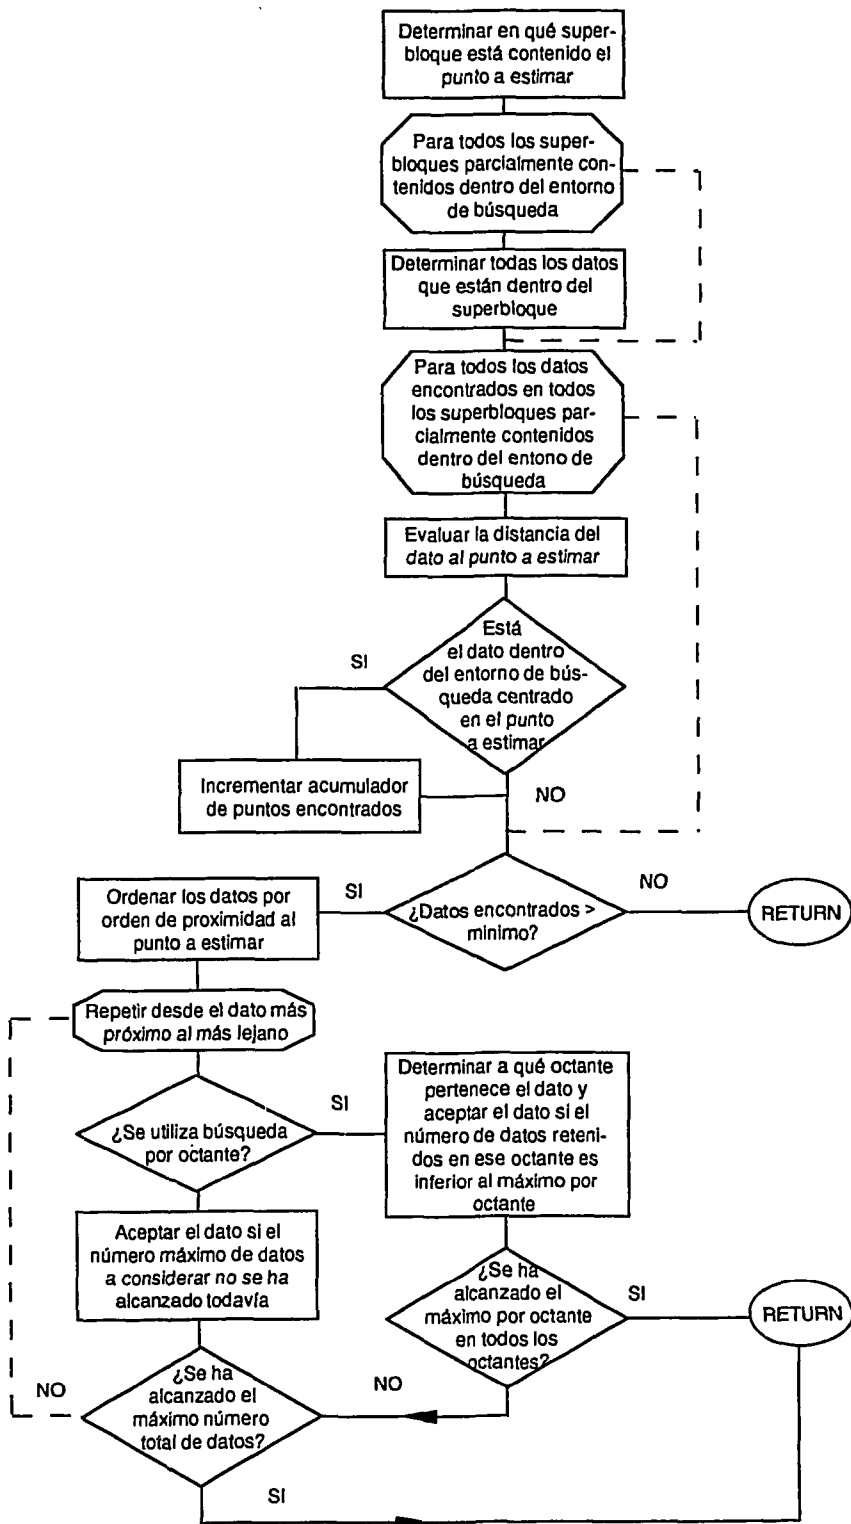 Determinar en qué super-
bloque está contenido el
punto a estimar
Para todos los super-
bloques parcialmente con-
tenidos dentro del entorno
de búsqueda
Determinar todas los datos
que están dentro del
superbloque
Para todos los datos
encontrados en todos
los superbloques par-
cialmente contenidos
dentro del entono de
búsqueda
Evaluar la distancia del
dato al punto a estimar
Está
el dato dentro
del entorno de bús-
queda centrado
en el punto
a estimar
SI
NO
Incrementar acumulador
de puntos encontrados
¿Datos encontrados >
minimo?
SI
NO
RETURN
Ordenar los datos por
orden de proximidad al
punto a estimar
Repetir desde el dato más
próximo al más lejano
¿Se utiliza búsqueda
por octante?
SI
Determinar a qué octante
pertenece el dato y
aceptar el dato si el
número de datos reteni-
dos en ese octante es
inferior al máximo por
octante
Aceptar el dato si el
número máximo de datos
a considerar no se ha
alcanzado todavía
¿Se ha
alcanzado el
máximo por octante
en todos los
octantes?
SI
RETURN
NO
¿Se ha
alcanzado el
máximo número
total de datos?
NO
SI